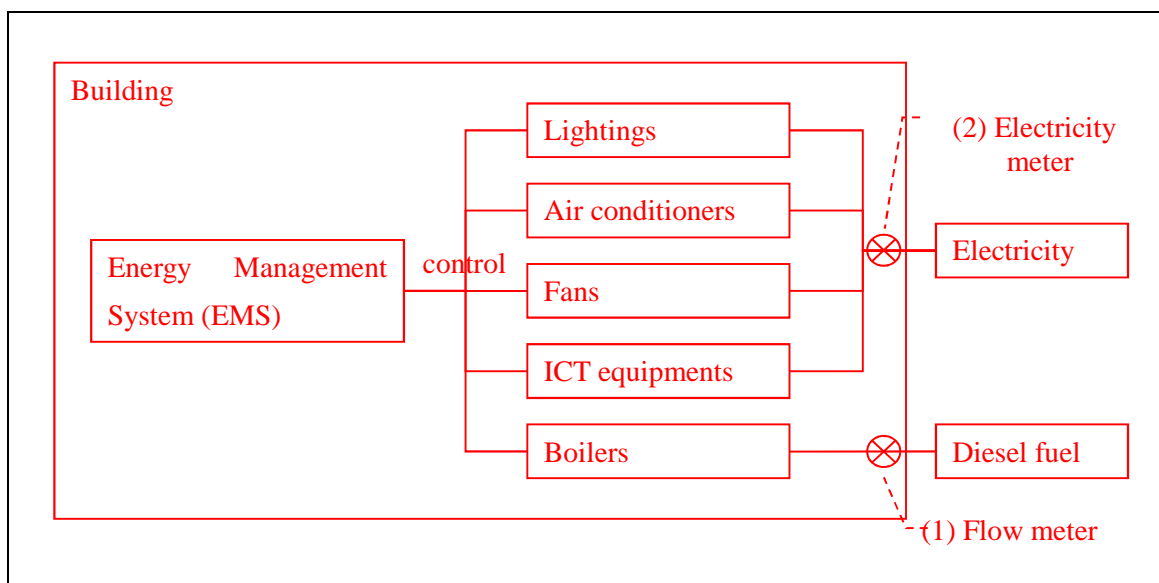 Building
Lightings
(2) Electricity
meter
Air conditioners
Energy Management
System (EMS)
control
Electricity
Fans
ICT equipments
Boilers
Diesel fuel
(1) Flow meter